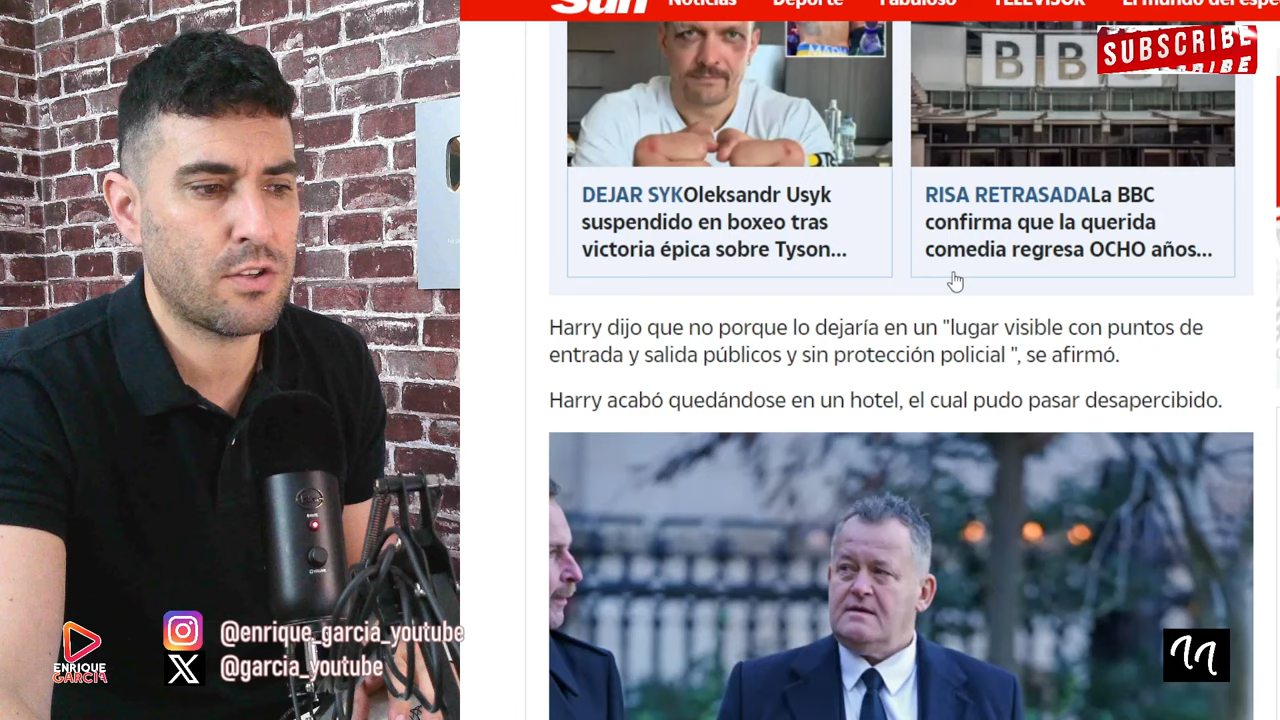 Sun Noticias Deporte Fabuloso TELEVISOR El mundo del espe
SUBSCRIBE
BB
DEJAR SYKOleksandr Usyk
suspendido en boxeo tras
victoria épica sobre Tyson...
RISA RETRASADALa BBC
confirma que la querida
comedia regresa OCHO años...
Harry dijo que no porque lo dejaría en un "lugar visible con puntos de
entrada y salida públicos y sin protección policial ", se afirmó.
Harry acabó quedándose en un hotel, el cual pudo pasar desapercibido.
ENRIQUE
GARCIA
@enrique_garcia_youtube
@garcia_youtube